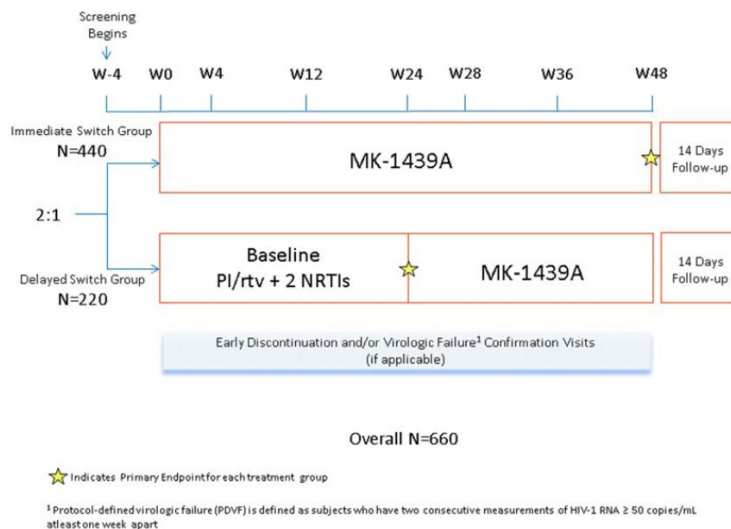 Screening
Begins
W-4 W0 W4 W12 W24 W28 W36 W48
Immediate Switch Group
N=440
MK-1439A
14 Days
Follow-up
2:1
Baseline
PI/rtv + 2 NRTIs
MK-1439A
14 Days
Follow-up
Delayed Switch Group
N=220
Early Discontinuation and/or Virologic Failure¹ Confirmation Visits
(if applicable)
Overall N=660
Indicates Primary Endpoint for each treatment group
¹ Protocol-defined virologic failure (PDVF) is defined as subjects who have two consecutive measurements of HIV-1 RNA ≥ 50 copies/mL
atleast one week apart